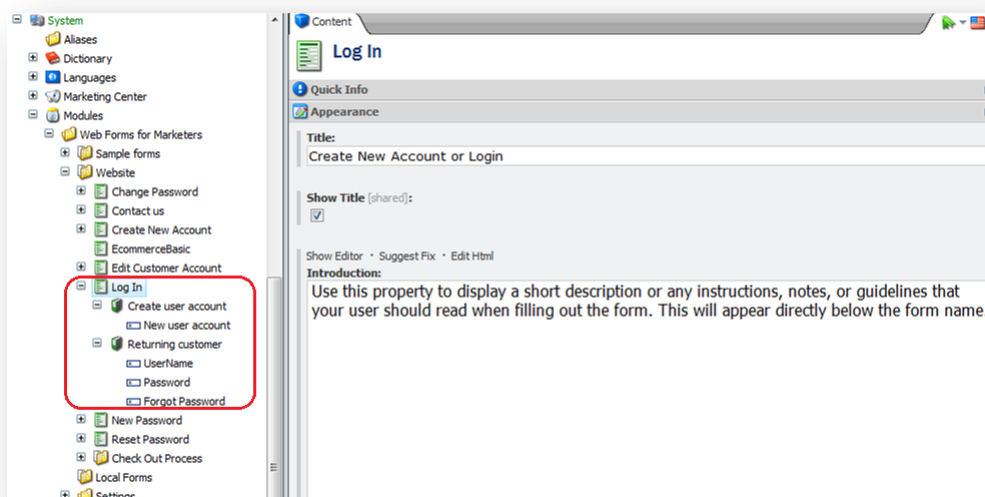 System
Aliases
Dictionary
Languages
Marketing Center
Modules
Web Forms for Marketers
Sample forms
Website
Change Password
Contact us
Create New Account
EcommerceBasic
Edit Customer Account
Log In
Create user account
New user account
Returning customer
UserName
Password
Forgot Password
New Password
Reset Password
Check Out Process
Local Forms
Settings
Content
Log In
Quick Info
Appearance
Title:
Create New Account or Login
Show Title [shared]:
Show Editor · Suggest Fix · Edit Html
Introduction:
Use this property to display a short description or any instructions, notes, or guidelines that
your user should read when filling out the form. This will appear directly below the form name.